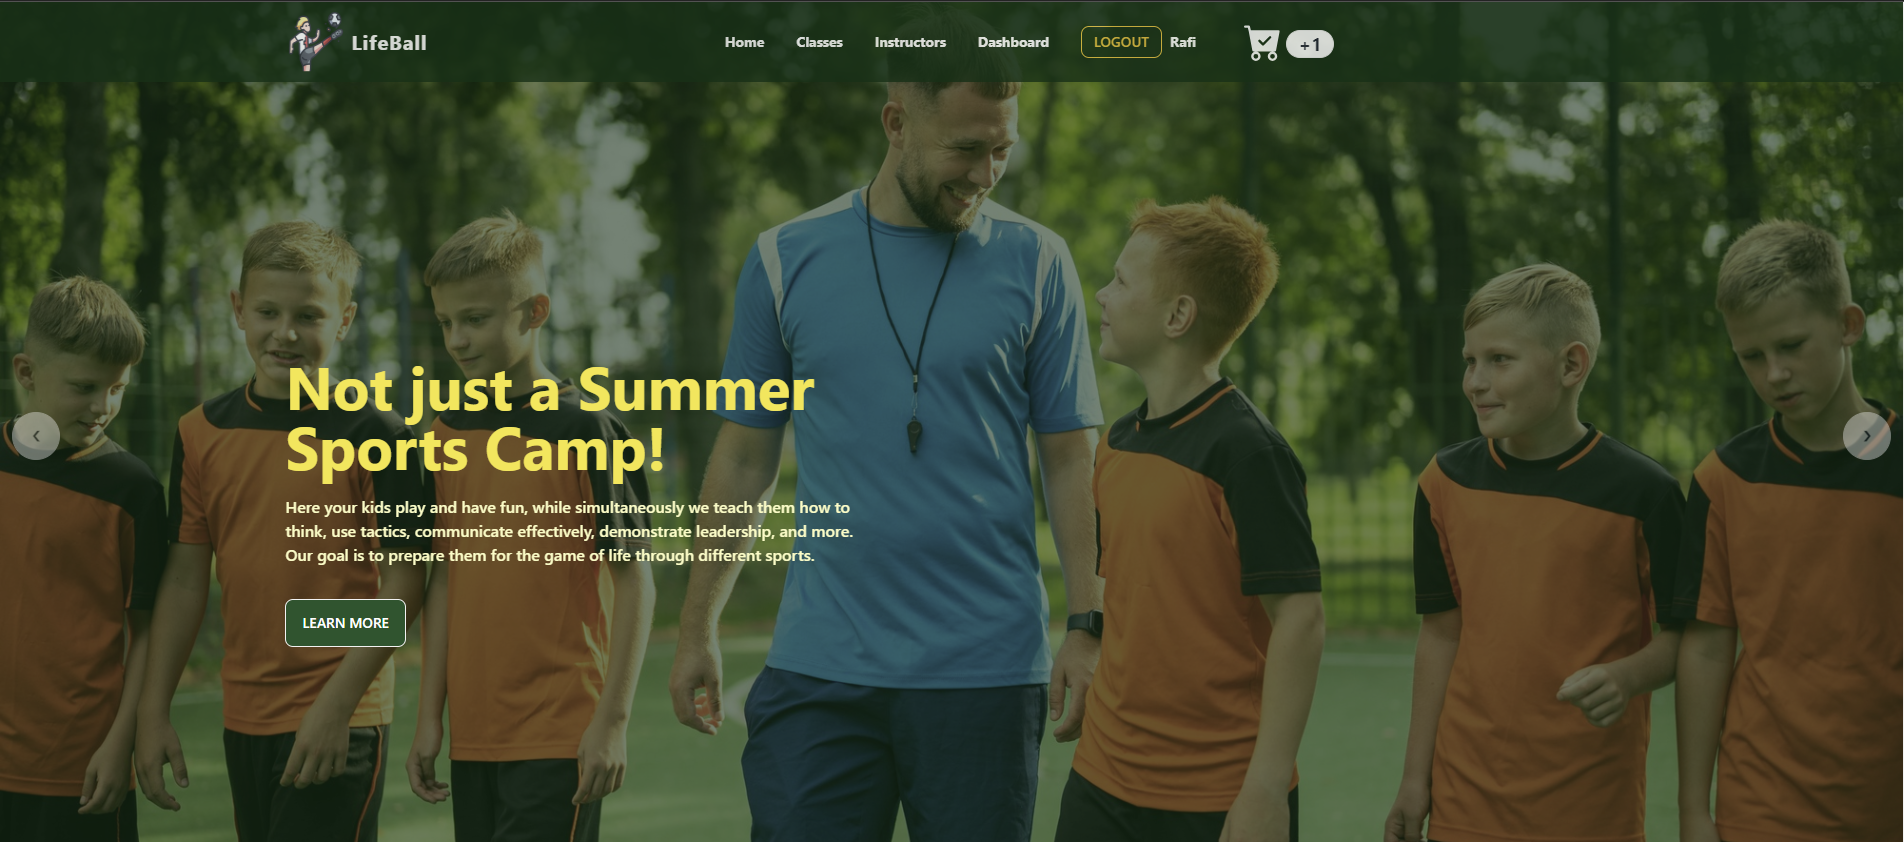 LifeBall
Home Classes Instructors Dashboard LOGOUT Rafi +1
Not just a Summer
Sports Camp!
Here your kids play and have fun, while simultaneously we teach them how to
think, use tactics, communicate effectively, demonstrate leadership, and more.
Our goal is to prepare them for the game of life through different sports.
LEARN MORE